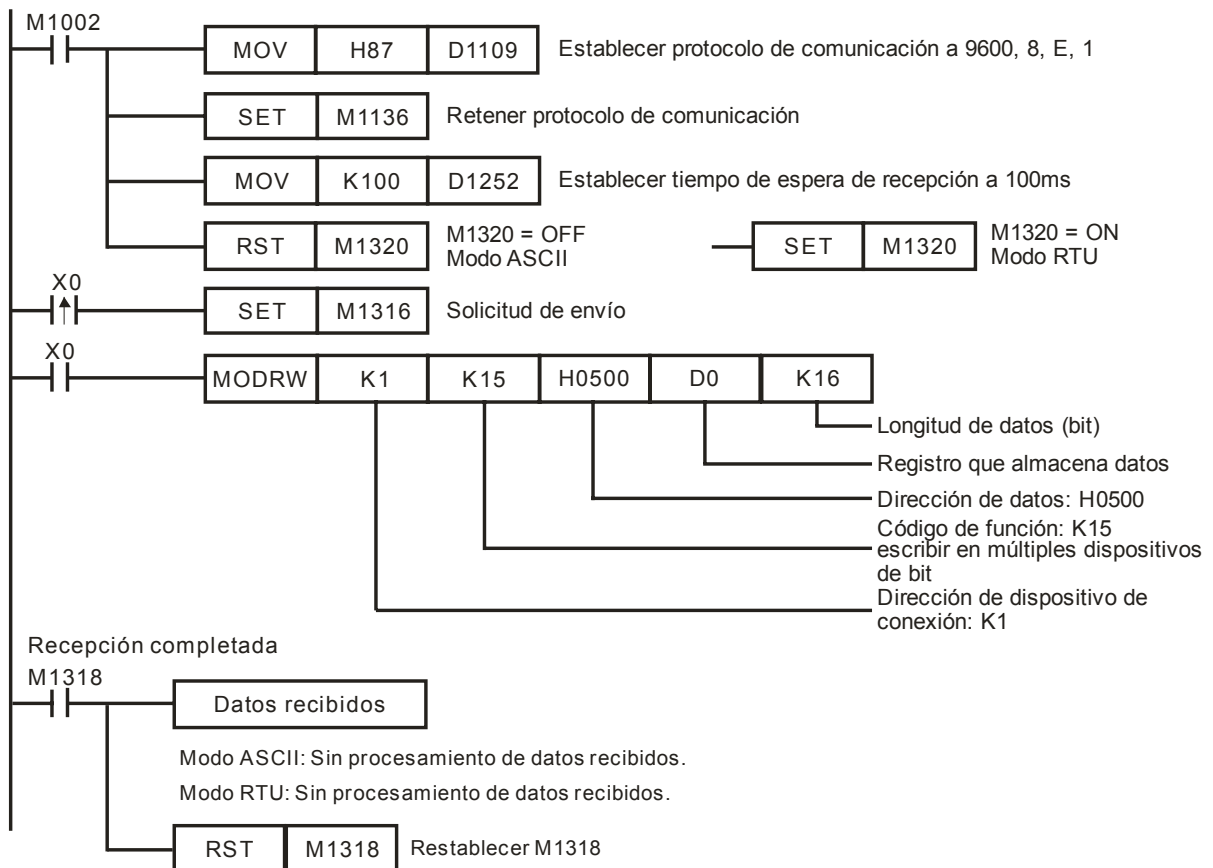 M1002
MOV H87 D1109 Establecer protocolo de comunicación a 9600, 8, E, 1
SET M1136 Retener protocolo de comunicación
MOV K100 D1252 Establecer tiempo de espera de recepción a 100ms
RST M1320 M1320 = OFF
Modo ASCII
SET M1320 M1320 = ON
Modo RTU
X0
SET M1316 Solicitud de envío
X0
MODRW K1 K15 H0500 D0 K16
Longitud de datos (bit)
Registro que almacena datos
Dirección de datos: H0500
Código de función: K15
escribir en múltiples dispositivos
de bit
Dirección de dispositivo de
conexión: K1
Recepción completada
M1318
Datos recibidos
Modo ASCII: Sin procesamiento de datos recibidos.
Modo RTU: Sin procesamiento de datos recibidos.
RST M1318 Restablecer M1318